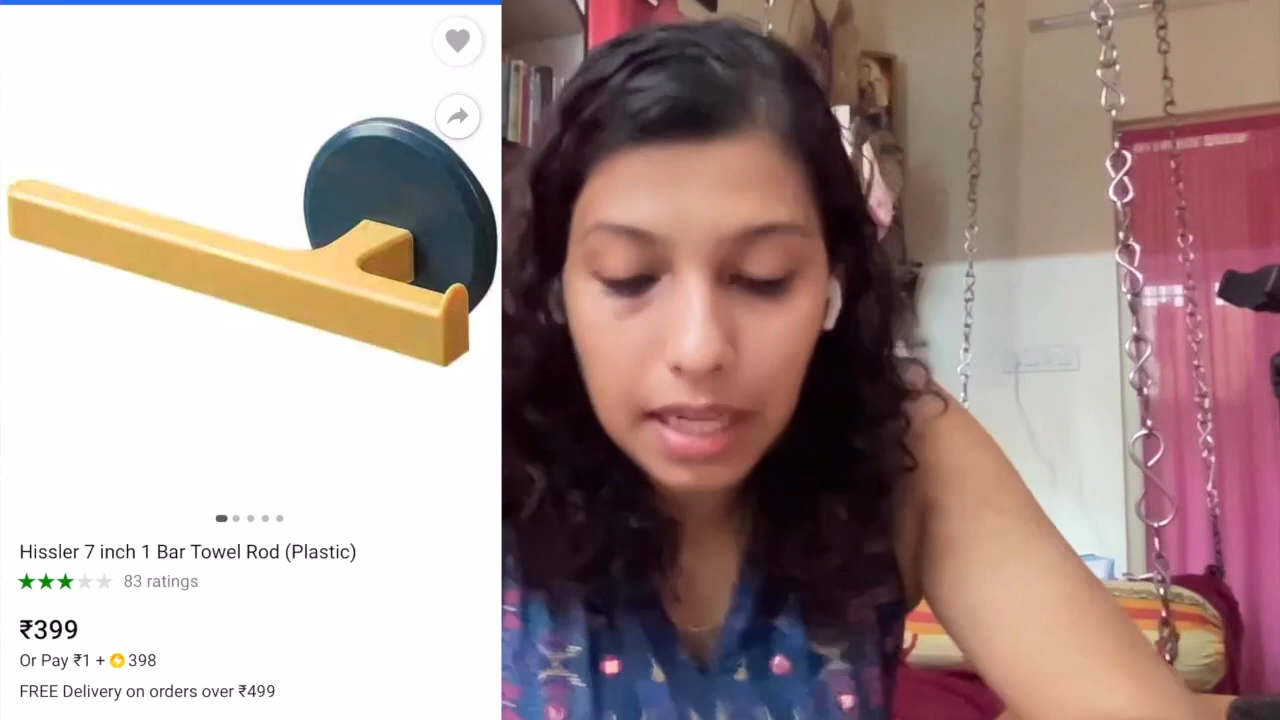 Hissler 7 inch 1 Bar Towel Rod (Plastic)
83 ratings
₹399
Or Pay ₹1 + 398
FREE Delivery on orders over ₹499